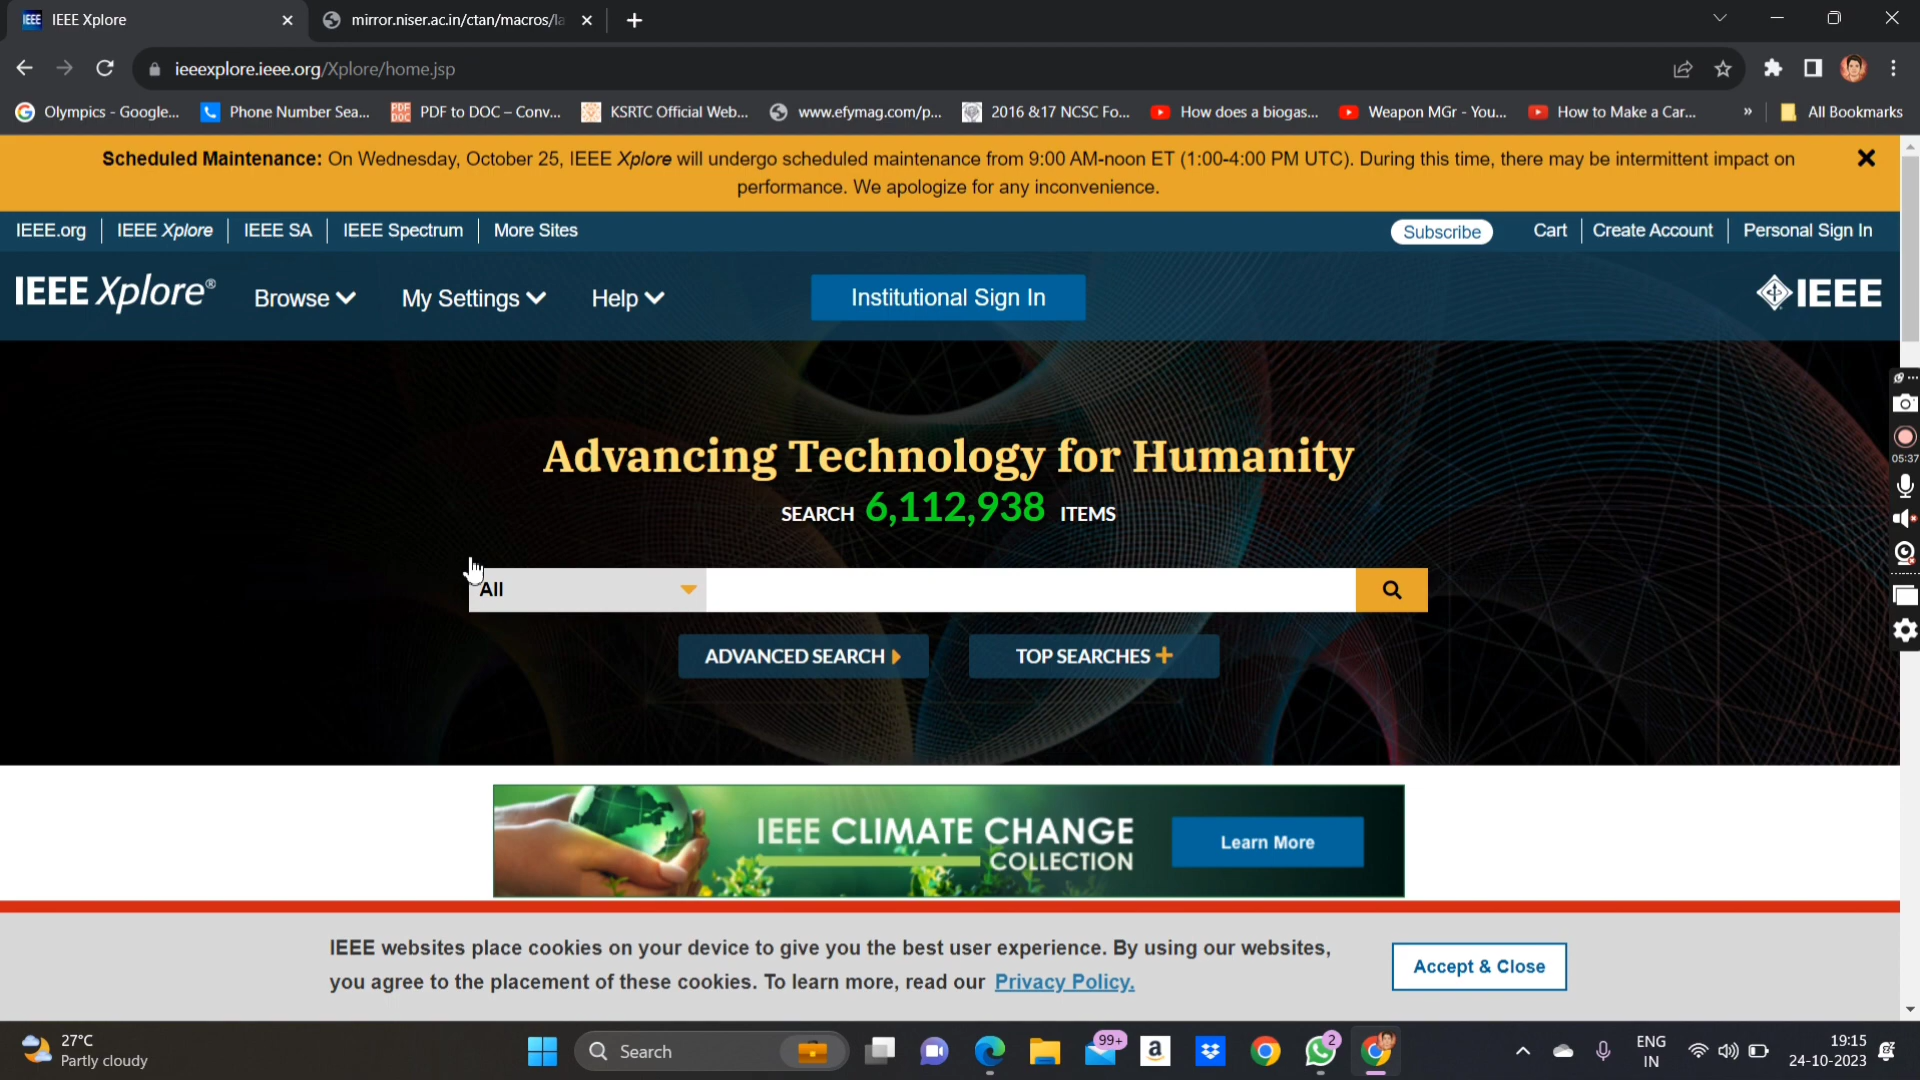 IEEE Xplore
mirror.niser.ac.in/ctan/macros/la
ieeexplore.ieee.org/Xplore/home.jsp
Olympics - Google...
Phone Number Sea...
PDF to DOC – Conv...
KSRTC Official Web...
www.efymag.com/p...
2016 &17 NCSC Fo...
How does a biogas...
Weapon MGr - You...
How to Make a Car...
»
All Bookmarks
Scheduled Maintenance: On Wednesday, October 25, IEEE Xplore will undergo scheduled maintenance from 9:00 AM-noon ET (1:00-4:00 PM UTC). During this time, there may be intermittent impact on
performance. We apologize for any inconvenience.
IEEE.org
IEEE Xplore
IEEE SA
IEEE Spectrum
More Sites
Subscribe
Cart
Create Account
Personal Sign In
IEEE Xplore®
Browse
My Settings
Help
Institutional Sign In
IEEE
Advancing Technology for Humanity
SEARCH 6,112,938 ITEMS
All
ADVANCED SEARCH
TOP SEARCHES +
05:37
IEEE CLIMATE CHANGE
COLLECTION
Learn More
IEEE websites place cookies on your device to give you the best user experience. By using our websites,
you agree to the placement of these cookies. To learn more, read our Privacy Policy.
Accept & Close
27°C
Partly cloudy
Search
99+
2
ENG
IN
19:15
24-10-2023